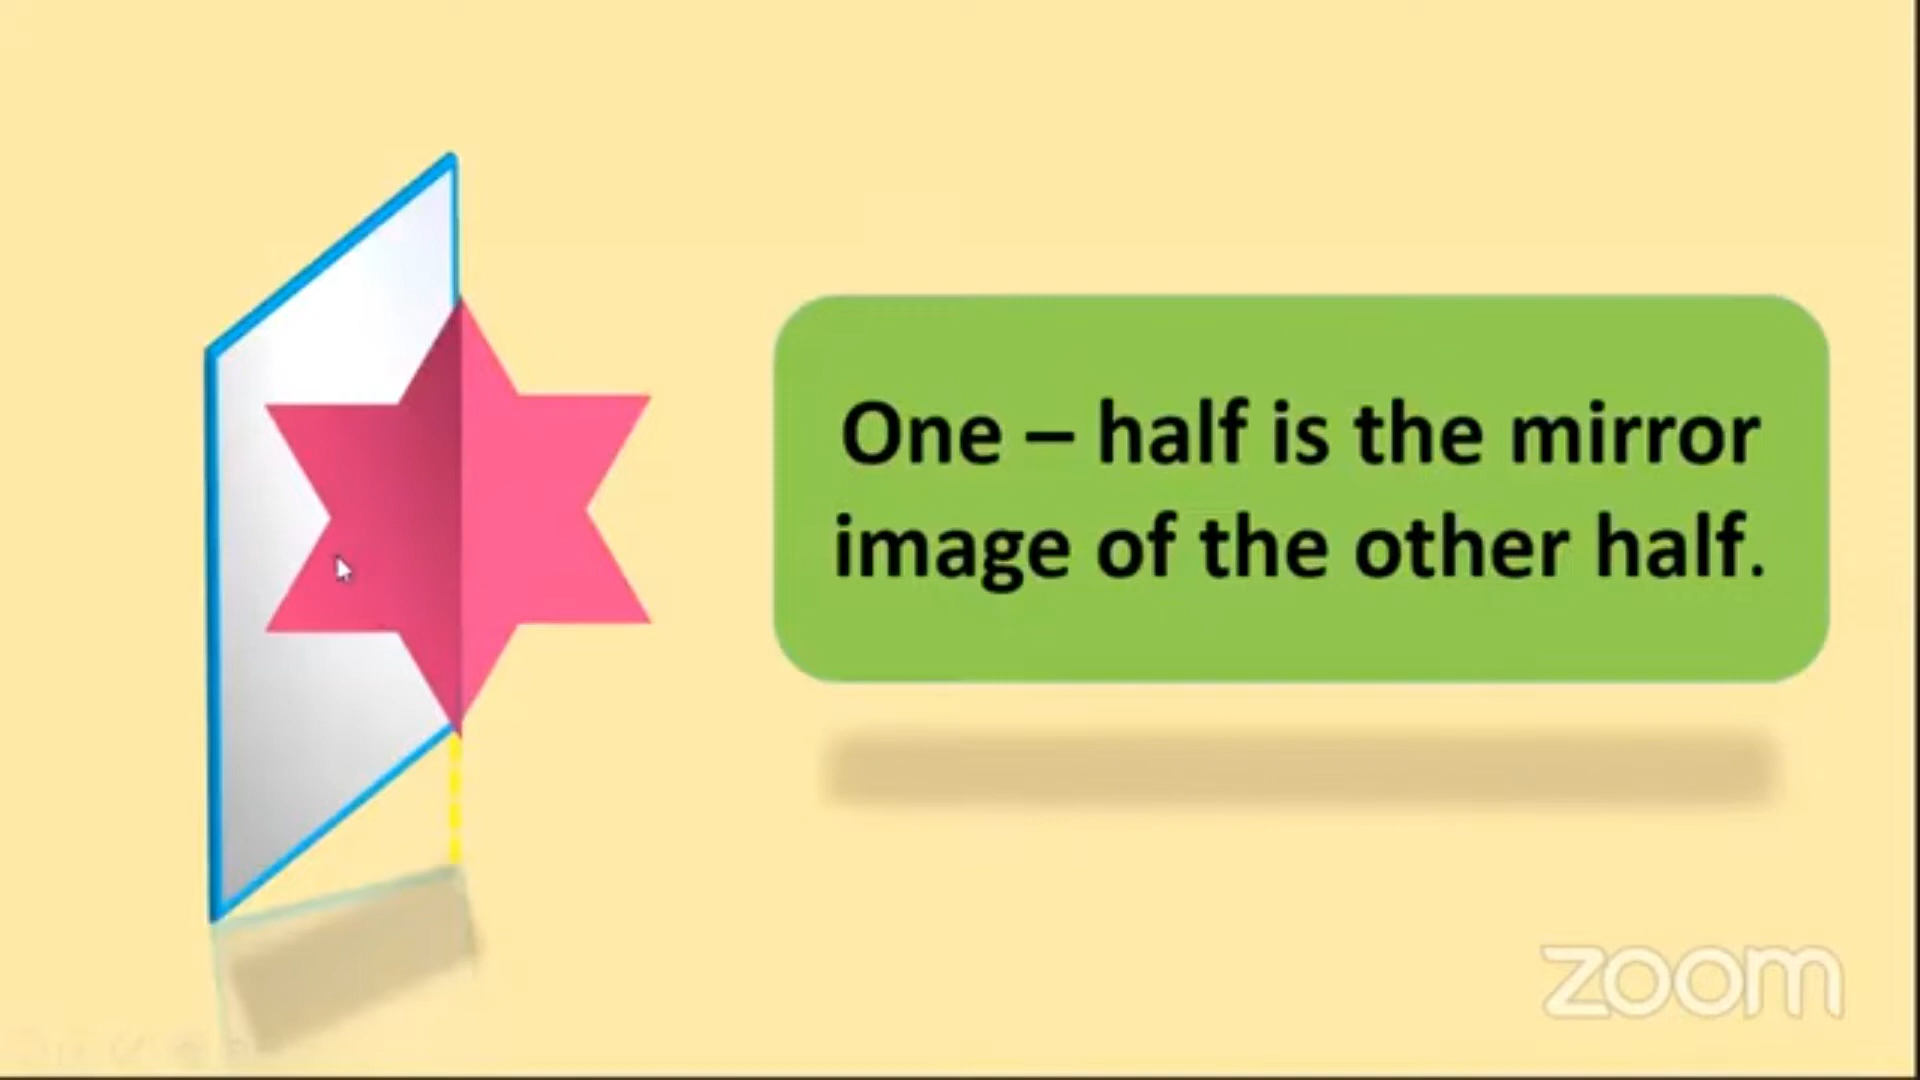 One – half is the mirror
image of the other half.
zoom